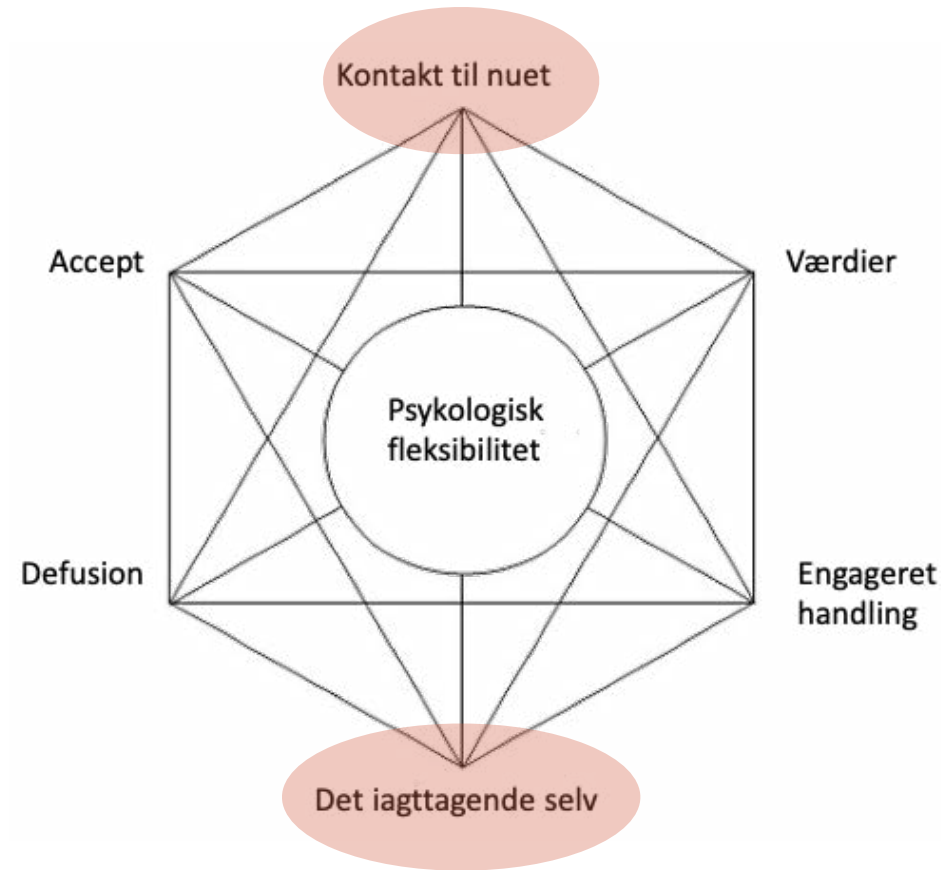 Kontakt til nuet
Accept
Værdier
Psykologisk
fleksibilitet
Defusion
Engageret
handling
Det iagttagende selv